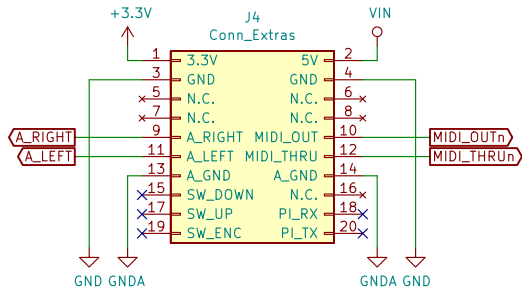 +3.3V
J4
VIN
Conn_Extras
1 3.3V 5V 2
3 GND GND 4
5 N.C. N.C. 6
7 N.C. N.C. 8
A_RIGHT 9 A_RIGHT MIDI_OUT 10 MIDI_OUTn
A_LEFT 11 A_LEFT MIDI_THRU 12 MIDI_THRUn
13 A_GND A_GND 14
15 SW_DOWN N.C. 16
17 SW_UP PI_RX 18
19 SW_ENC PI_TX 20
GND GNDA GNDA GND